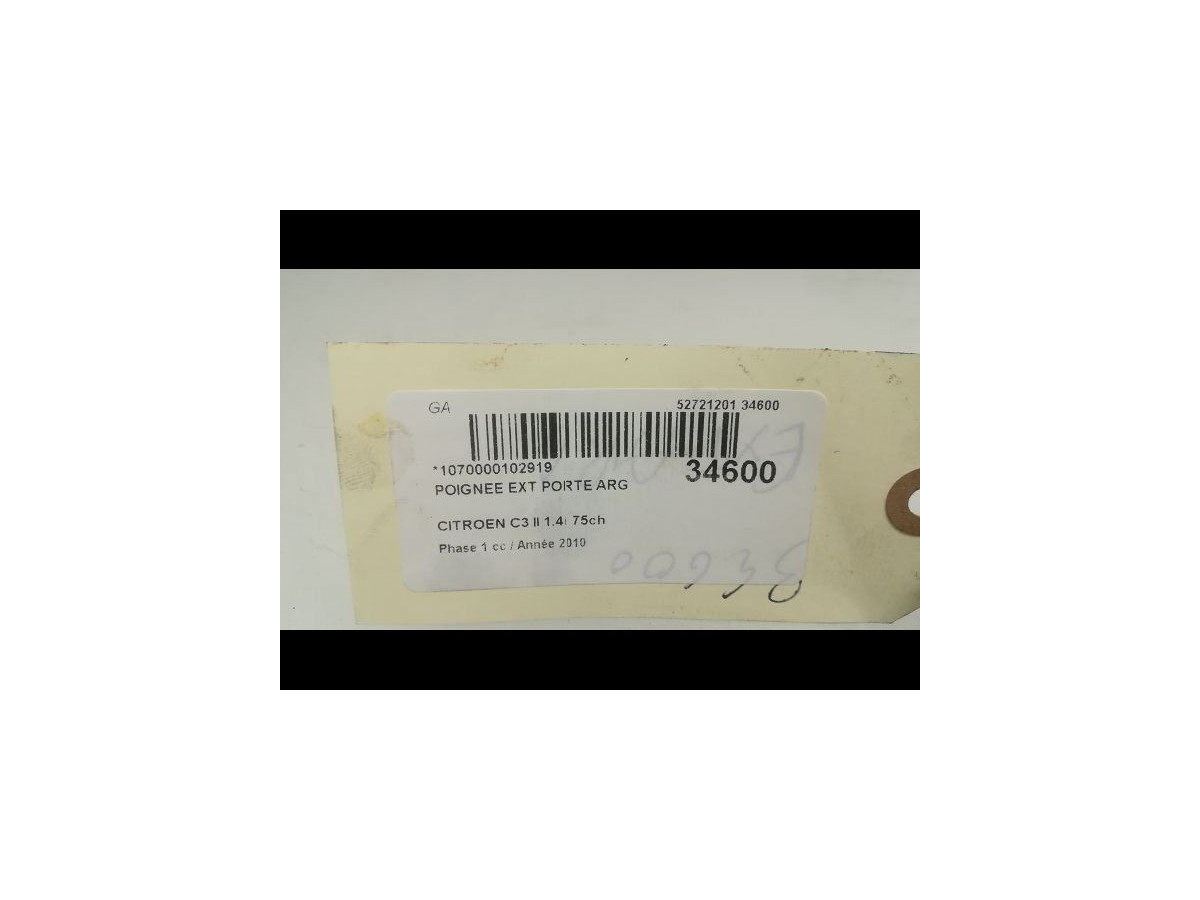 GA
52721201 34600
*1070000102919
34600
POIGNEE EXT PORTE ARG
CITROEN C3 II 1.4i 75ch
Phase 1 cc / Année 2010
34600